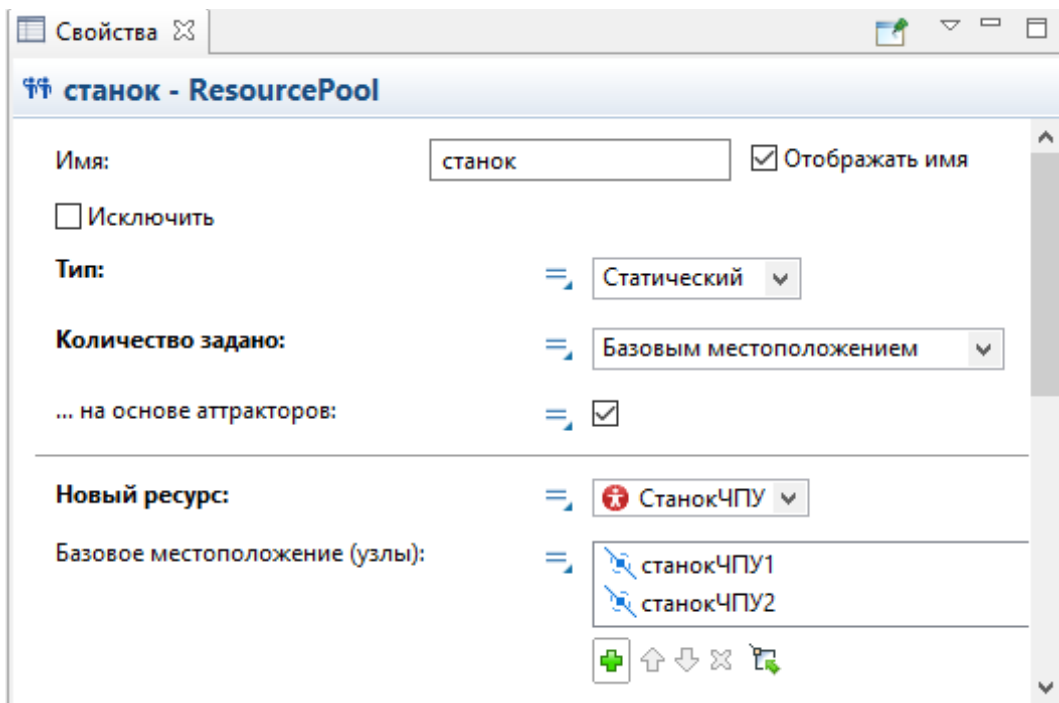 Свойства
станок - ResourcePool
Имя: станок Отображать имя
Исключить
Тип: Статический
Количество задано: Базовым местоположением
... на основе аттракторов:
Новый ресурс: СтанокЧПУ
Базовое местоположение (узлы): станокЧПУ1
станокЧПУ2